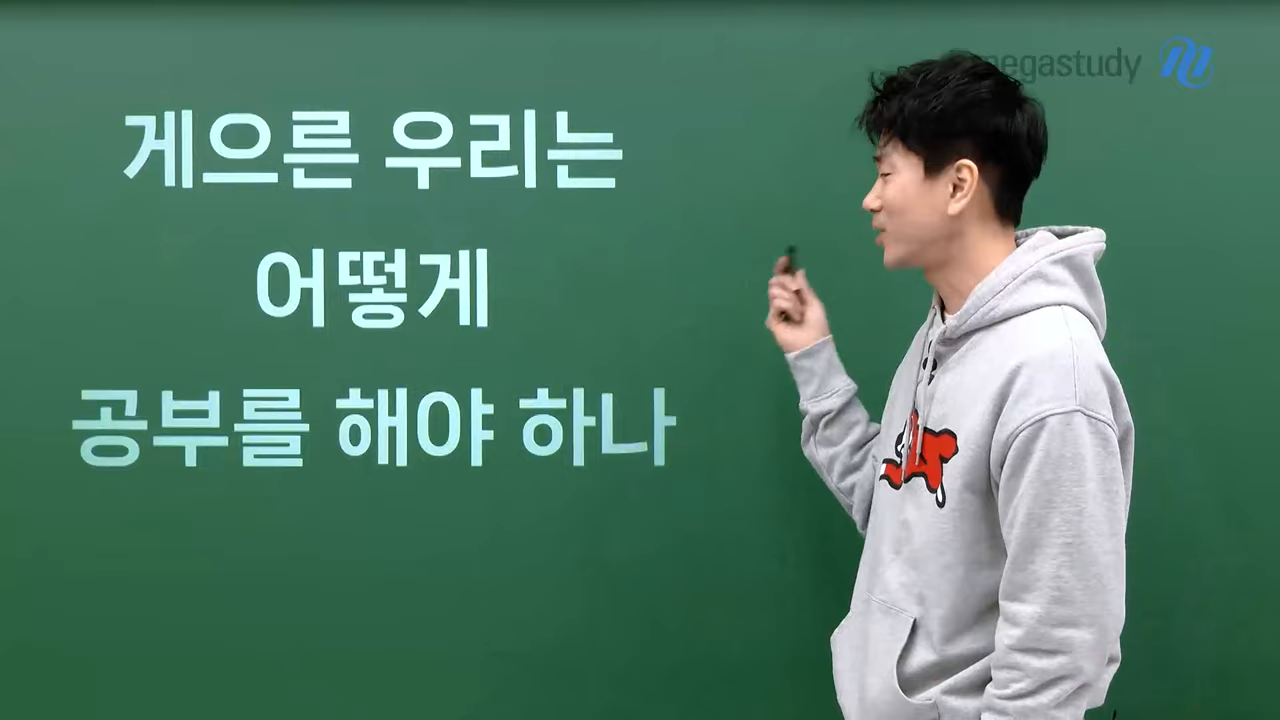 megastudy
게으른 우리는
어떻게
공부를 해야 하나